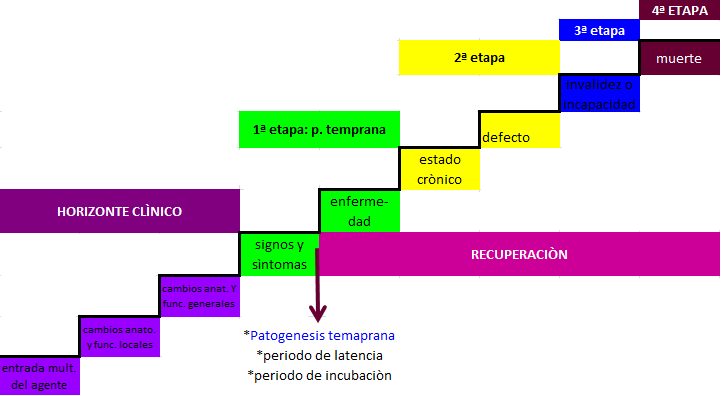 4ª ETAPA
3ª etapa
muerte
2ª etapa
invalidez o
incapacidad
1ª etapa: p. temprana
defecto
estado
crònico
HORIZONTE CLÌNICO
enferme-
dad
signos y
sintomas
RECUPERACIÒN
cambios anat. Y
func. generales
cambios anato.
y func. locales
*Patogenesis temaprana
*periodo de latencia
*periodo de incubaciòn
entrada mult.
del agente